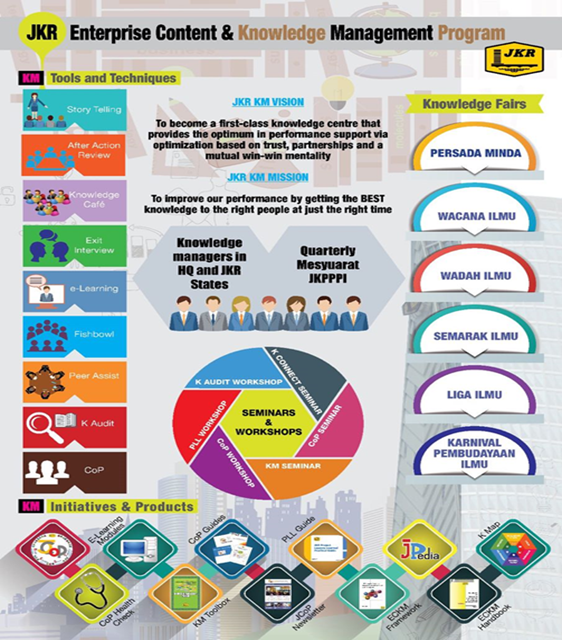 JKR Enterprise Content & Knowledge Management Program
JKR
KM Tools and Techniques
Story Telling
After Action
Review
Knowledge
Café
Exit
Interview
e-Learning
Fishbowl
Peer Assist
K Audit
CoP
JKR KM VISION
To become a first-class knowledge centre that
provides the optimum in performance support via
optimization based on trust, partnerships and a
mutual win-win mentality
JKR KM MISSION
To improve our performance by getting the BEST
knowledge to the right people at just the right time
Knowledge
managers in
HQ and JKR
States
Quarterly
Mesyuarat
JKPPPI
K AUDIT WORKSHOP
K CONNECT SEMINAR
CoP SEMINAR
KM SEMINAR
CoP WORKSHOP
PLL WORKSHOP
SEMINARS
&
WORKSHOPS
Knowledge Fairs
PERSADA MINDA
WACANA ILMU
WADAH ILMU
SEMARAK ILMU
LIGA ILMU
KARNIVAL
PEMBUDAYAAN
ILMU
KM Initiatives & Products
CoP
E-Learning
Modules
CoP Guides
PLL Guide
JPedia
K Map
CoP Health
Check
KM Toolbox
JCoP
Newsletter
ECKM
Framework
ECKM
Handbook